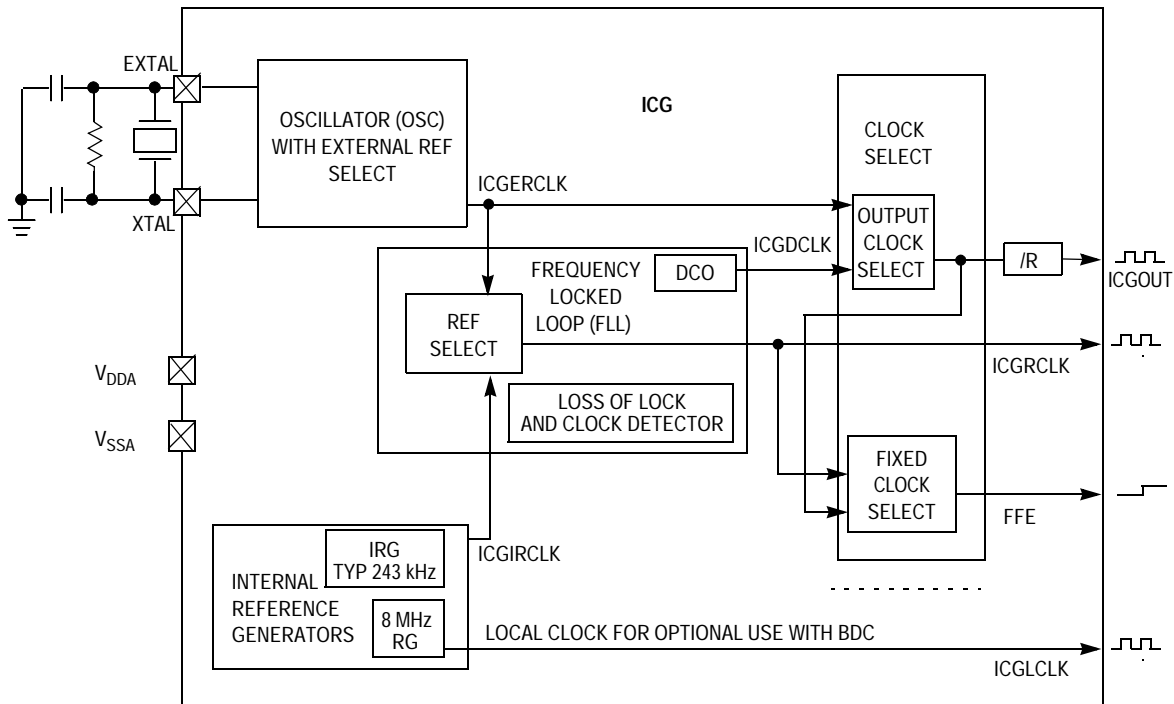 EXTAL
XTAL
OSCILLATOR (OSC)
WITH EXTERNAL REF
SELECT
ICG
CLOCK
SELECT
ICGERCLK
OUTPUT
CLOCK
SELECT
ICGDCLK
/R
ICGOUT
FREQUENCY
LOCKED
LOOP (FLL)
DCO
REF
SELECT
ICGRCLK
LOSS OF LOCK
AND CLOCK DETECTOR
VDDA
VSSA
FIXED
CLOCK
SELECT
FFE
ICGIRCLK
IRG
TYP 243 kHz
INTERNAL
REFERENCE
GENERATORS
8 MHz
RG
LOCAL CLOCK FOR OPTIONAL USE WITH BDC
ICGLCLK